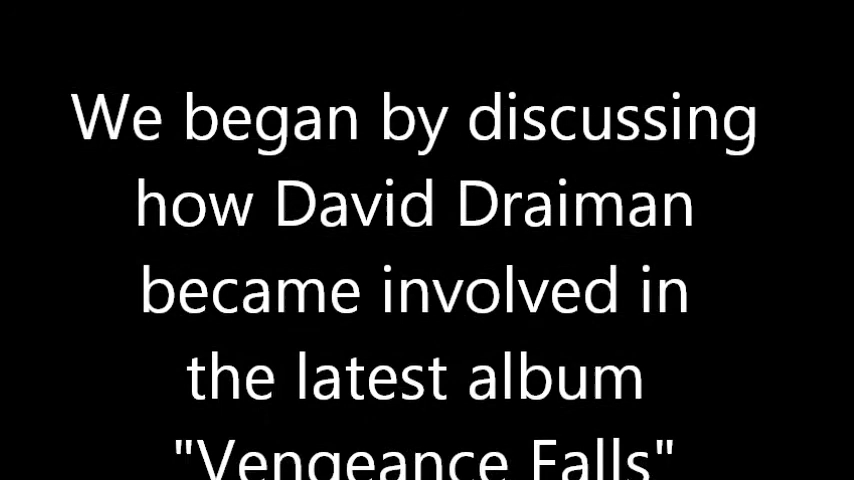 We began by discussing
how David Draiman
became involved in
the latest album
"Vengeance Falls"